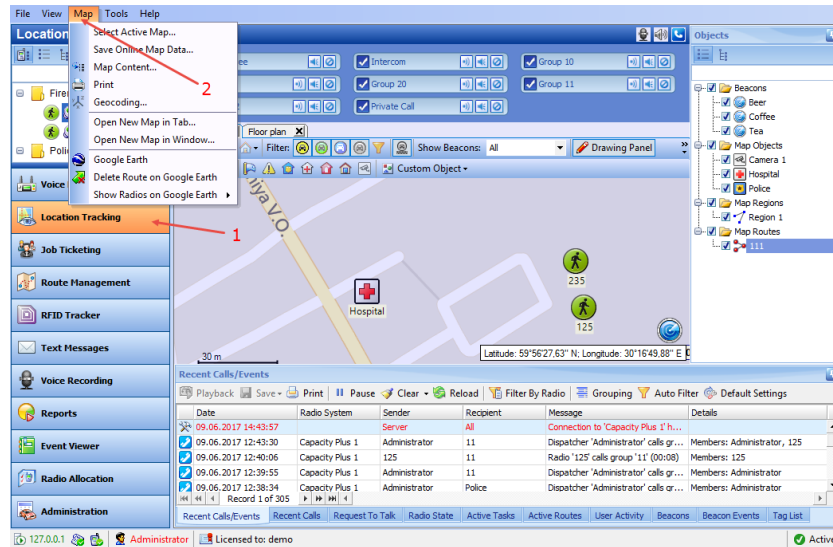 File View Map Tools Help
Location
Select Active Map...
Save Online Map Data...
Map Content...
Print
Geocoding...
Open New Map in Tab...
Open New Map in Window...
Google Earth
Delete Route on Google Earth
Show Radios on Google Earth
2
1
Intercom Group 10
Group 20 Group 11
Private Call
Floor plan X
Filter: Show Beacons: All Drawing Panel
Custom Object
iya V.O.
235
125
Hospital
30 m
Latitude: 59°56'27,63" N; Longitude: 30°16'49,88" E
Objects
Beacons
Beer
Coffee
Tea
Map Objects
Camera 1
Hospital
Police
Map Regions
Region 1
Map Routes
111
Voice
Location Tracking
Job Ticketing
Route Management
RFID Tracker
Text Messages
Voice Recording
Reports
Event Viewer
Radio Allocation
Administration
Recent Calls/Events
Playback Save Print Pause Clear Reload Filter By Radio Grouping Auto Filter Default Settings
Date Radio System Sender Recipient Message Details
09.06.2017 14:43:57 Server All Connection to 'Capacity Plus 1' h...
09.06.2017 12:43:30 Capacity Plus 1 Administrator 11 Dispatcher 'Administrator' calls gr... Members: Administrator, 125
09.06.2017 12:40:06 Capacity Plus 1 125 11 Radio '125' calls group '11' (00:08) Members: 125
09.06.2017 12:39:55 Capacity Plus 1 Administrator 11 Dispatcher 'Administrator' calls gr... Members: Administrator
09.06.2017 12:38:34 Capacity Plus 1 Administrator Police Dispatcher 'Administrator' calls gr... Members: Administrator
Record 1 of 305
Recent Calls/Events Recent Calls Request To Talk Radio State Active Tasks Active Routes User Activity Beacons Beacon Events Tag List
127.0.0.1 Administrator Licensed to: demo Active